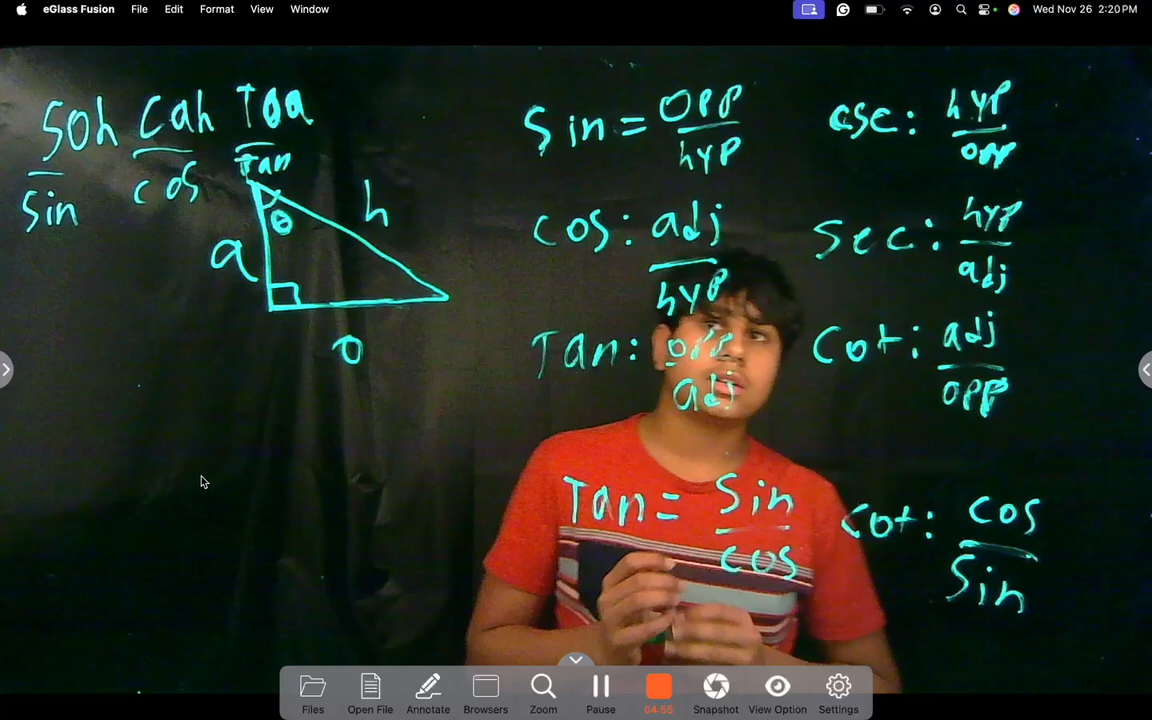 eGlass Fusion File Edit Format View Window Wed Nov 26 2:20 PM
Soh Cah Toa
Sin cos Tan
θ
h
a
o
Sin = opp
hyp
csc: hyp
opp
cos: adj
hyp
Sec: hyp
adj
Tan: opp
adj
Cot: adj
opp
Tan = Sin
cos
Cot: cos
Sin
Files Open File Annotate Browsers Zoom Pause 04:55 Snapshot View Option Settings